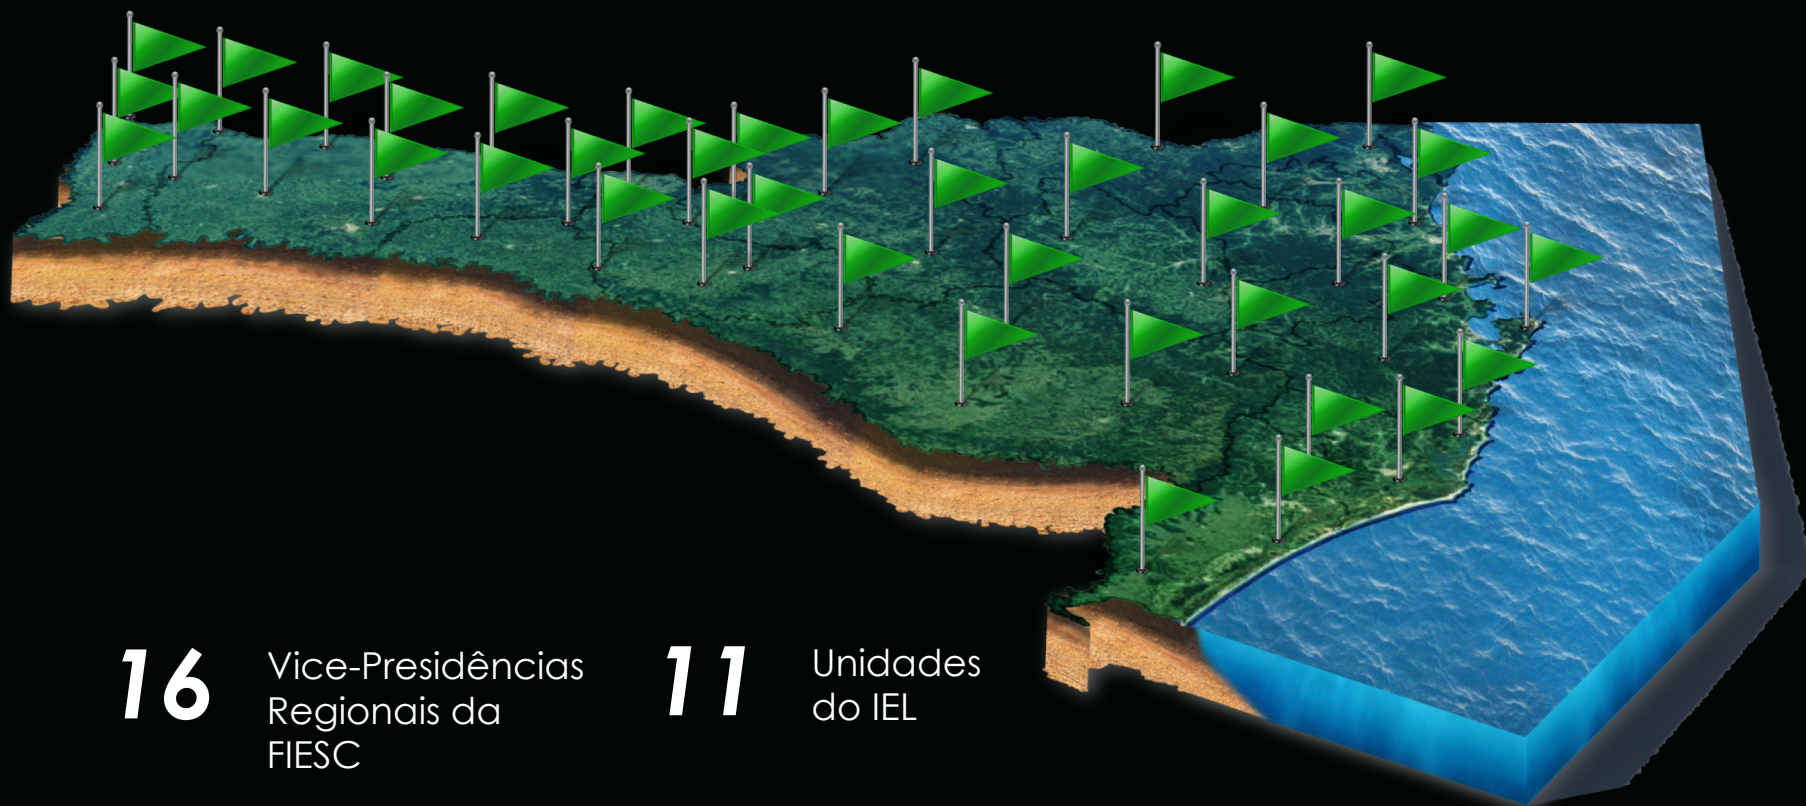 16
Vice-Presidências
Regionais da
FIESC
11
Unidades
do IEL